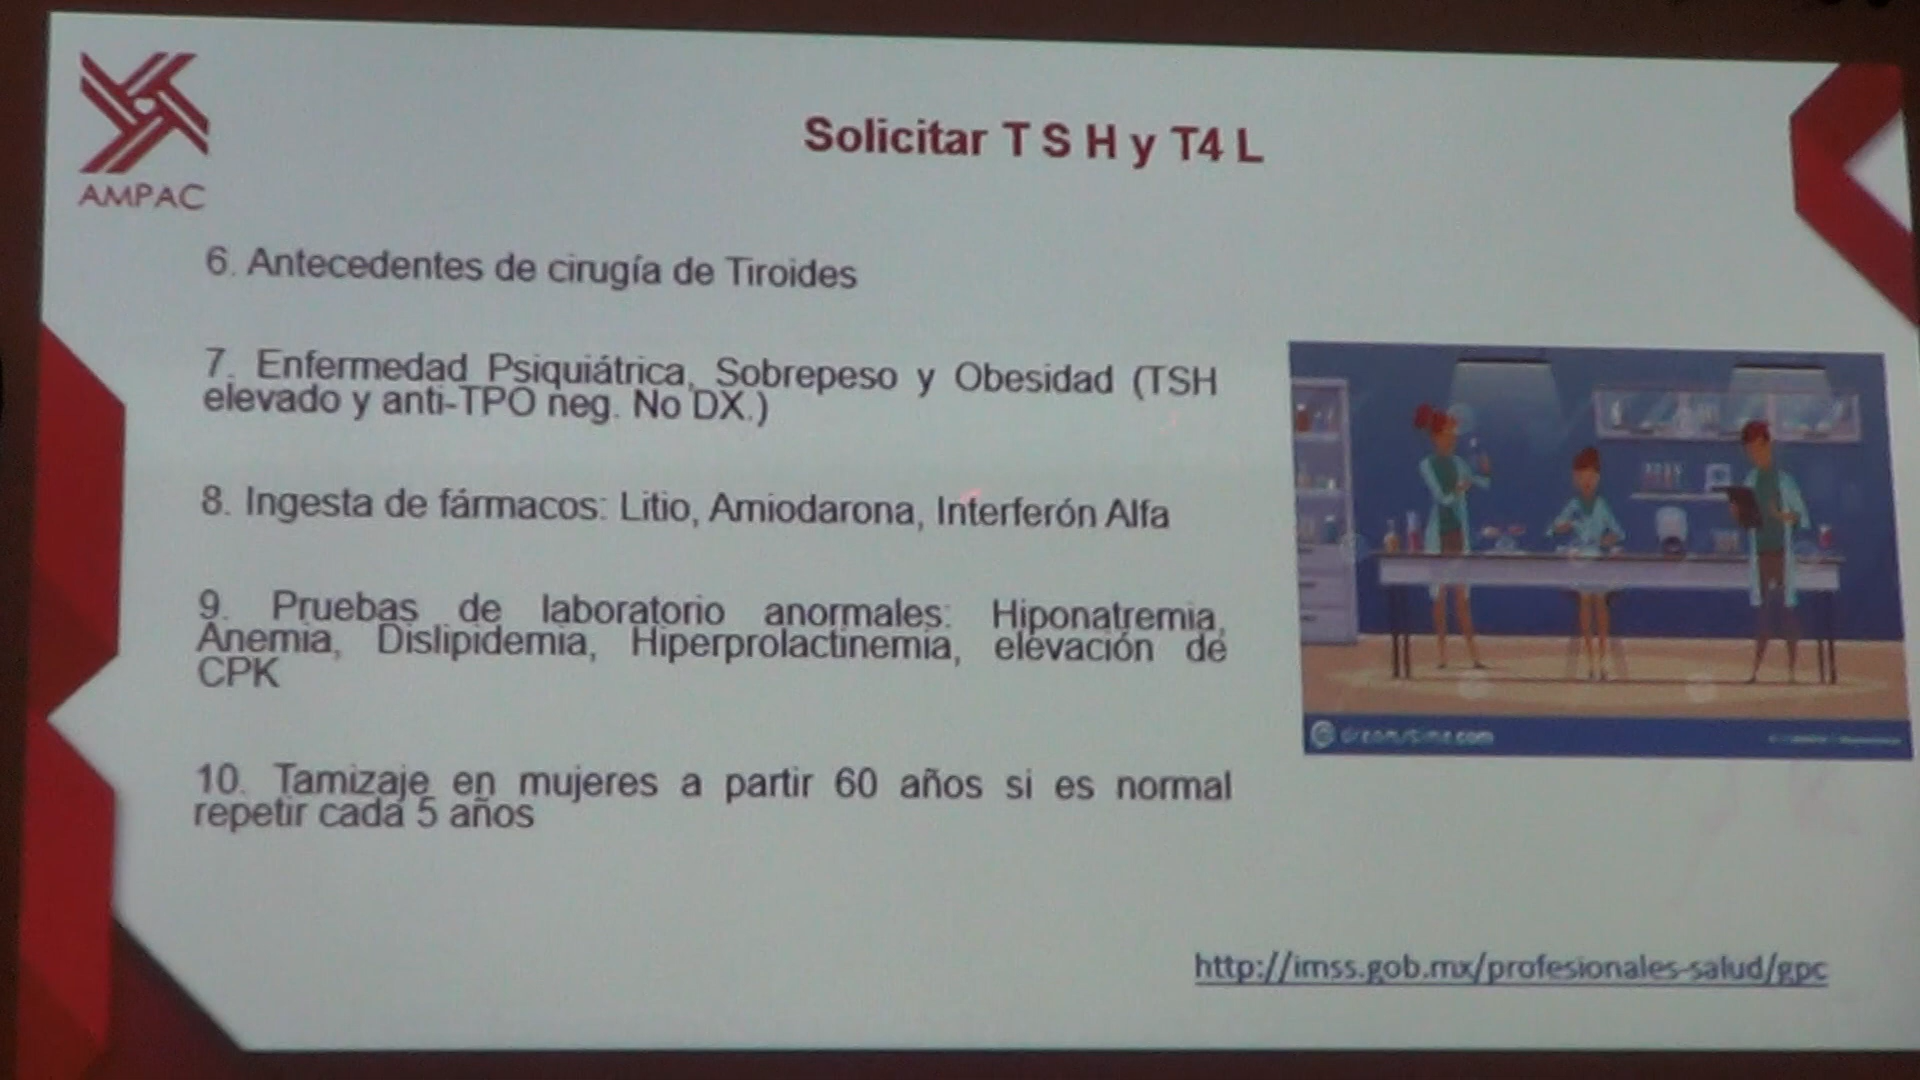 AMPAC
Solicitar T S H y T4 L
6. Antecedentes de cirugía de Tiroides
7. Enfermedad Psiquiátrica, Sobrepeso y Obesidad (TSH
elevado y anti-TPO neg. No DX.)
8. Ingesta de fármacos: Litio, Amiodarona, Interferón Alfa
9. Pruebas de laboratorio anormales: Hiponatremia,
Anemia, Dislipidemia, Hiperprolactinemia, elevación de
CPK
10. Tamizaje en mujeres a partir 60 años si es normal
repetir cada 5 años
dreamstime.com
http://imss.gob.mx/profesionales-salud/gpc